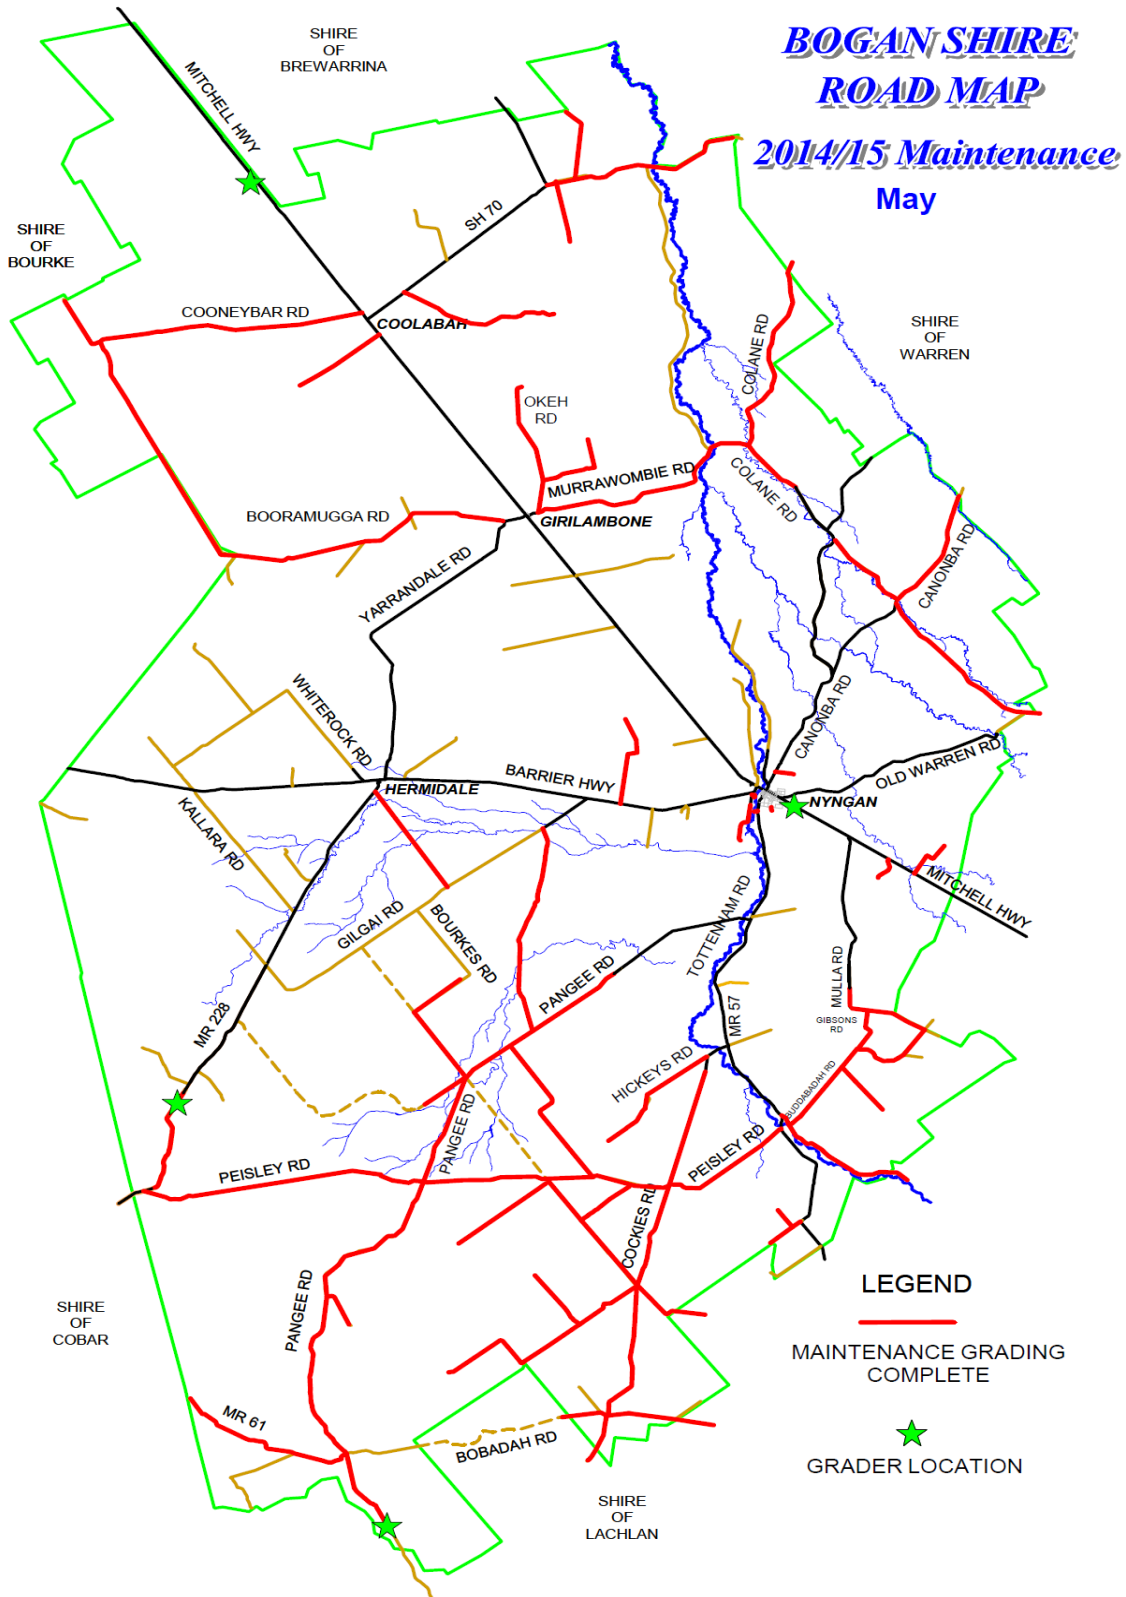 BOGAN SHIRE
ROAD MAP
2014/15 Maintenance
May
SHIRE
OF
BREWARRINA
MITCHELL HWY
SHIRE
OF
BOURKE
SH 70
COONEYBAR RD
COOLABAH
SHIRE
OF
WARREN
COLANE RD
OKEH
RD
MURRAWOMBIE RD
COLANE RD
BOORAMUGGA RD
GIRILAMBONE
YARRANDALE RD
CANONBA RD
WHITEROCK RD
CANONBA RD
OLD WARREN RD
BARRIER HWY
HERMIDALE
NYNGAN
KALLARA RD
MITCHELL HWY
GILGAI RD
BOURKES RD
TOTTENHAM RD
PANGEE RD
MULLA RD
MR 228
MR 57
GIBSONS
RD
HICKEYS RD
BUDDABADAH RD
PANGEE RD
PEISLEY RD
PEISLEY RD
COCKIES RD
PANGEE RD
SHIRE
OF
COBAR
LEGEND
MAINTENANCE GRADING
COMPLETE
MR 61
BOBADAH RD
GRADER LOCATION
SHIRE
OF
LACHLAN